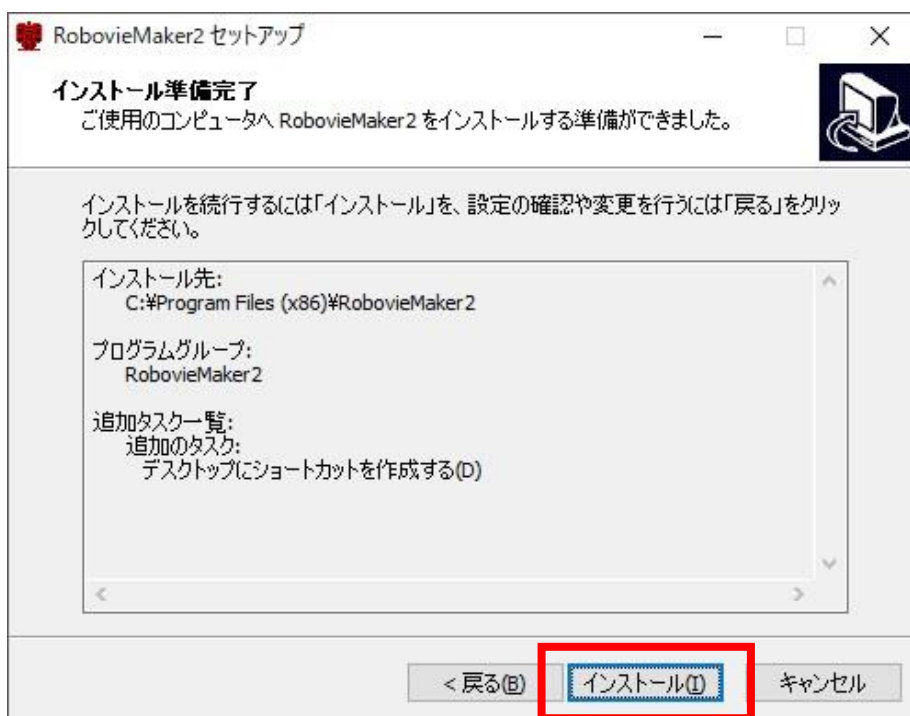 RobovieMaker2 セットアップ
インストール準備完了
ご使用のコンピュータへ RobovieMaker2 をインストールする準備ができました。
インストールを続行するには「インストール」を、設定の確認や変更を行うには「戻る」をクリッ
クしてください。
インストール先:
C:¥Program Files (x86)¥RobovieMaker2
プログラムグループ:
RobovieMaker2
追加タスク一覧:
追加のタスク:
デスクトップにショートカットを作成する(D)
< 戻る(B)
インストール(I)
キャンセル